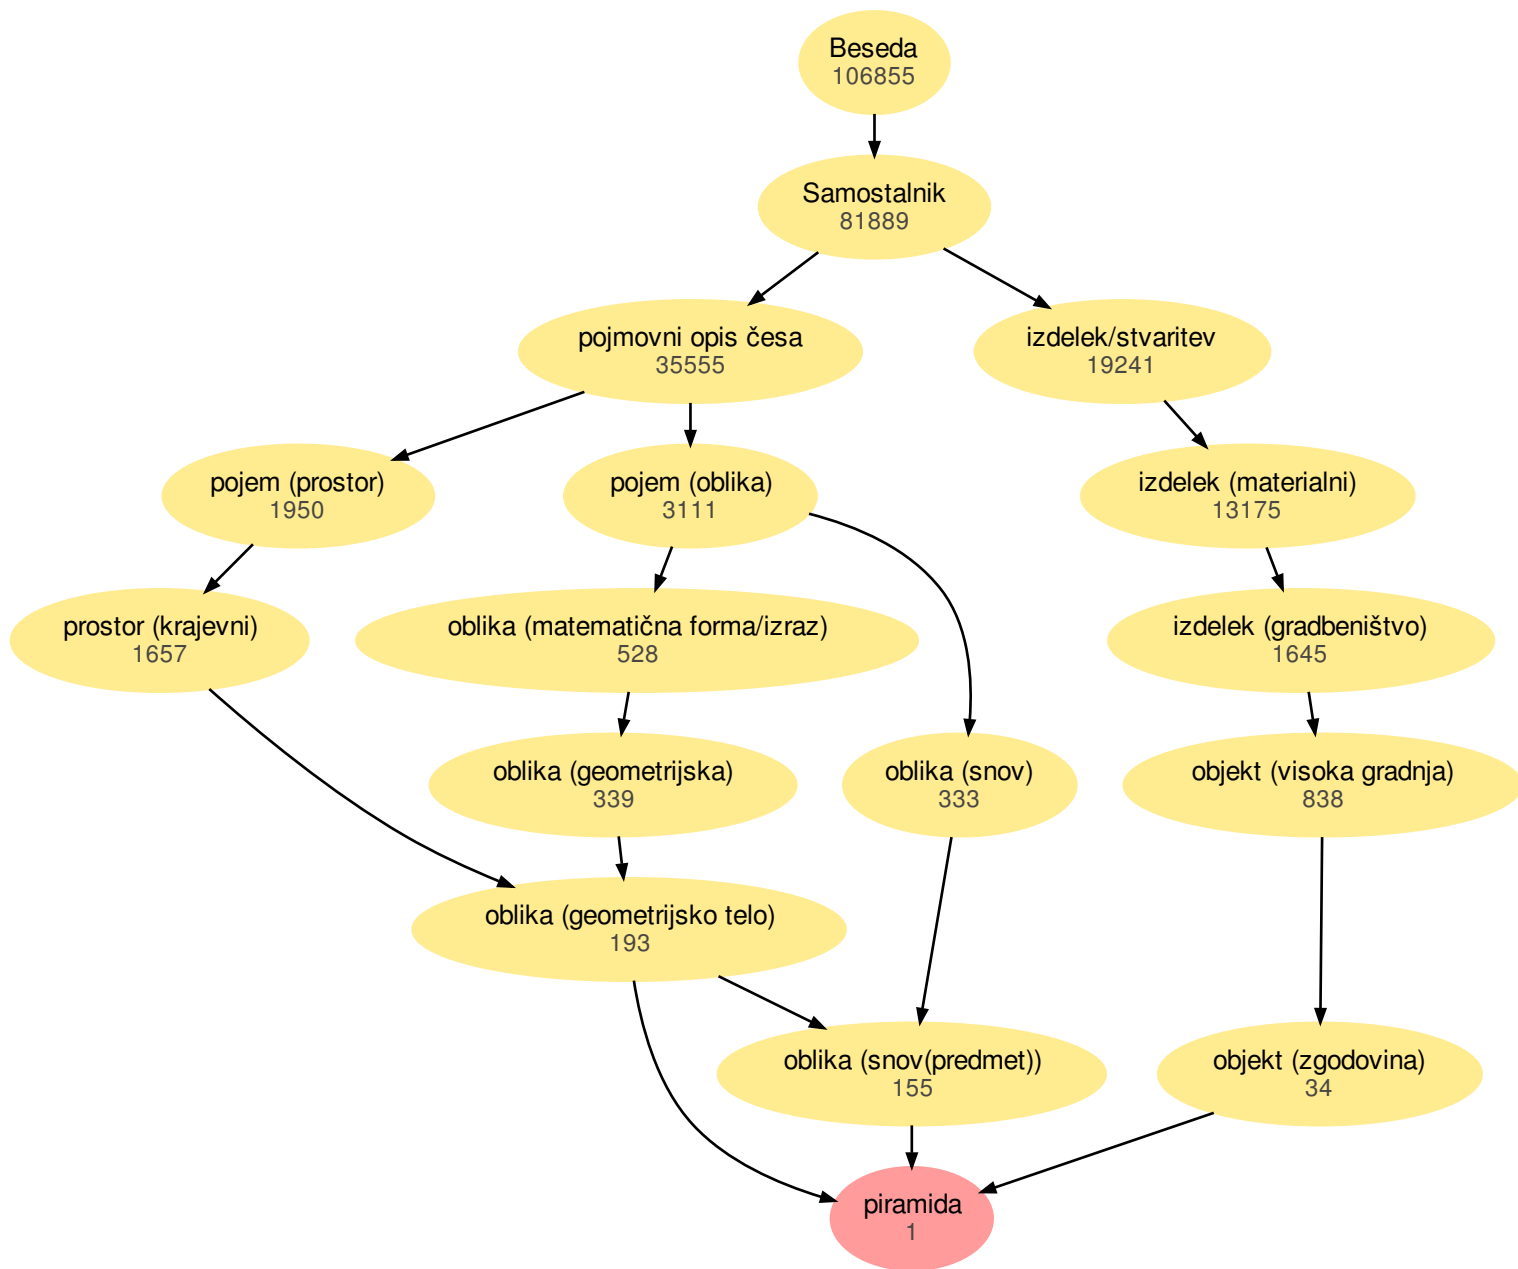 Beseda
106855
Samostalnik
81889
pojmovni opis česa
35555
izdelek/stvaritev
19241
pojem (prostor)
1950
pojem (oblika)
3111
izdelek (materialni)
13175
prostor (krajevni)
1657
oblika (matematična forma/izraz)
528
izdelek (gradbeništvo)
1645
oblika (geometrijska)
339
oblika (snov)
333
objekt (visoka gradnja)
838
oblika (geometrijsko telo)
193
oblika (snov(predmet))
155
objekt (zgodovina)
34
piramida
1